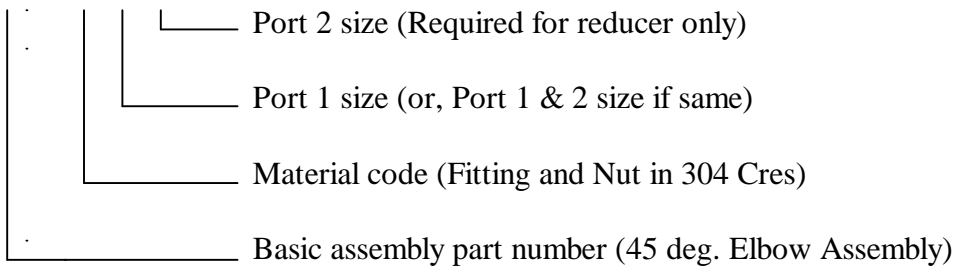 Port 2 size (Required for reducer only)
Port 1 size (or, Port 1 & 2 size if same)
Material code (Fitting and Nut in 304 Cres)
Basic assembly part number (45 deg. Elbow Assembly)